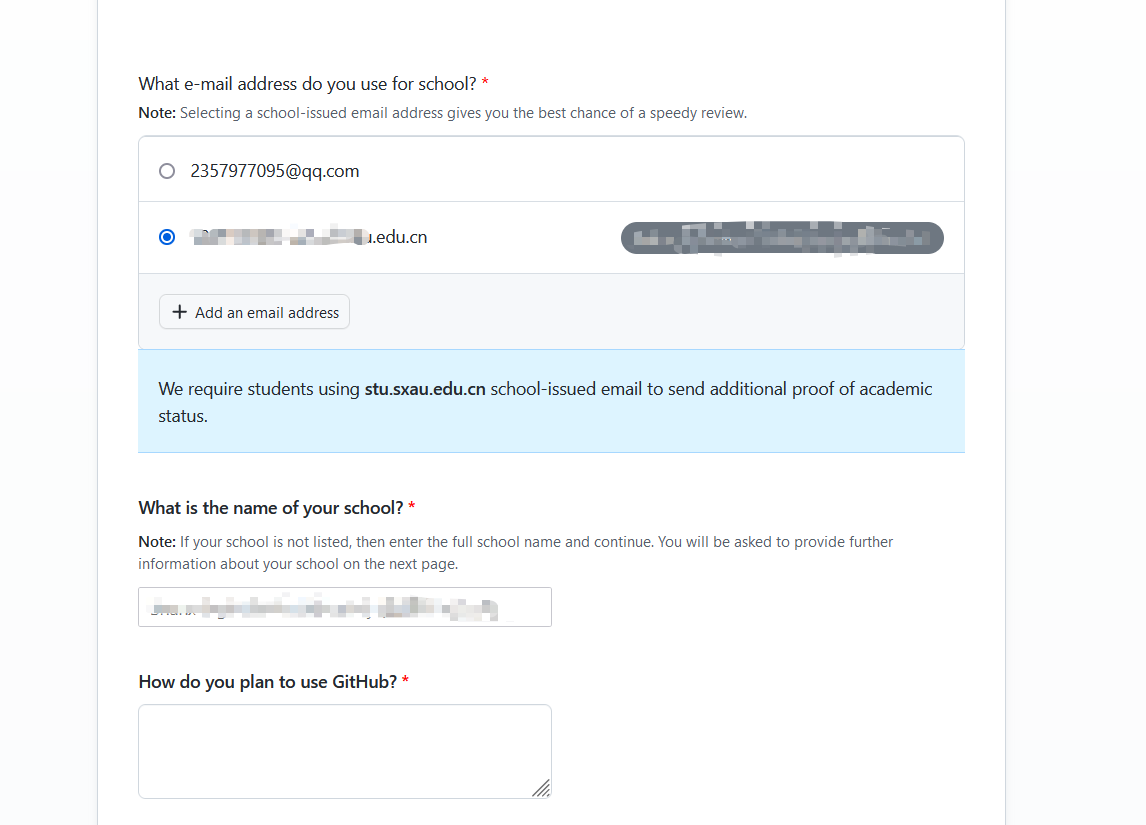 What e-mail address do you use for school? *
Note: Selecting a school-issued email address gives you the best chance of a speedy review.
2357977095@qq.com
.edu.cn
+ Add an email address
We require students using stu.sxau.edu.cn school-issued email to send additional proof of academic
status.
What is the name of your school? *
Note: If your school is not listed, then enter the full school name and continue. You will be asked to provide further
information about your school on the next page.
How do you plan to use GitHub? *